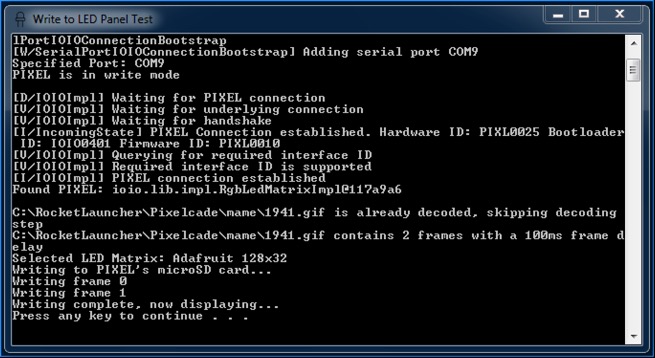 Write to LED Panel Test
lPortIOIOConnectionBootstrap
[W/SerialPortIOIOConnectionBootstrap] Adding serial port COM9
Specified Port: COM9
PIXEL is in write mode
[D/IOIOImpl] Waiting for PIXEL connection
[V/IOIOImpl] Waiting for underlying connection
[V/IOIOImpl] Waiting for handshake
[I/IncomingState] PIXEL Connection established. Hardware ID: PIXL0025 Bootloader
ID: IOIO0401 Firmware ID: PIXL0010
[V/IOIOImpl] Querying for required interface ID
[V/IOIOImpl] Required interface ID is supported
[I/IOIOImpl] PIXEL connection established
Found PIXEL: ioio.lib.impl.RgbLedMatrixImpl@117a9a6
C:\RocketLauncher\Pixelcade\mame\1941.gif is already decoded, skipping decoding
step
C:\RocketLauncher\Pixelcade\mame\1941.gif contains 2 frames with a 100ms frame d
elay
Selected LED Matrix: Adafruit 128x32
Writing to PIXEL's microSD card...
Writing frame 0
Writing frame 1
Writing complete, now displaying...
Press any key to continue . . .